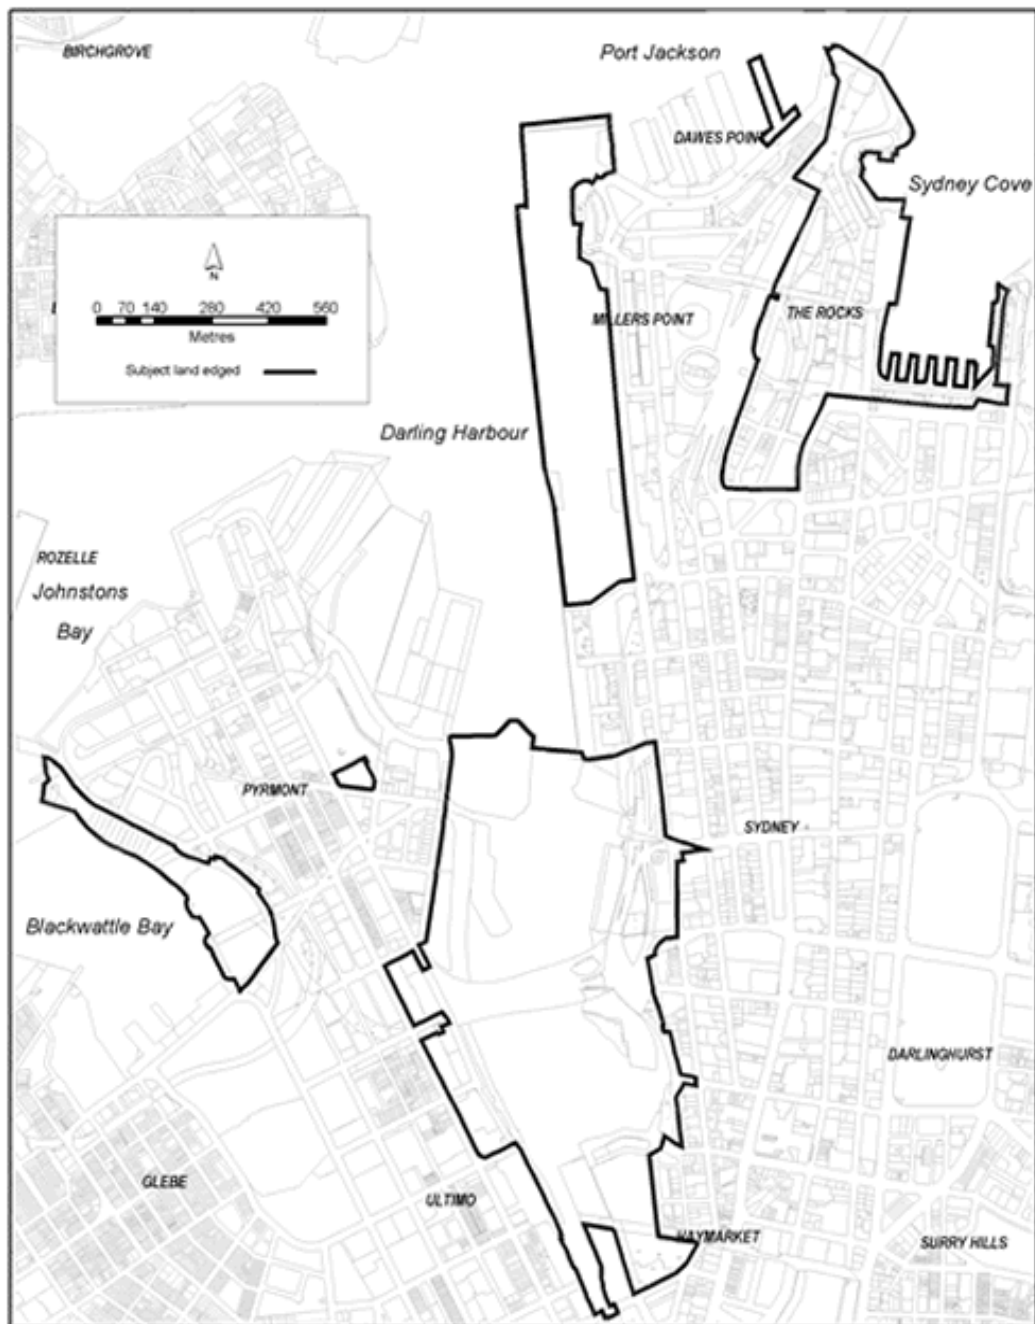 BIRCHGROVE
Port Jackson
DAWES POINT
Sydney Cove
N
0 70 140 280 420 560
Metres
Subject land edged
MILLERS POINT
THE ROCKS
Darling Harbour
ROZELLE
Johnstons
Bay
PYRMONT
SYDNEY
Blackwattle Bay
DARLINGHURST
GLEBE
ULTIMO
HAYMARKET
SURRY HILLS